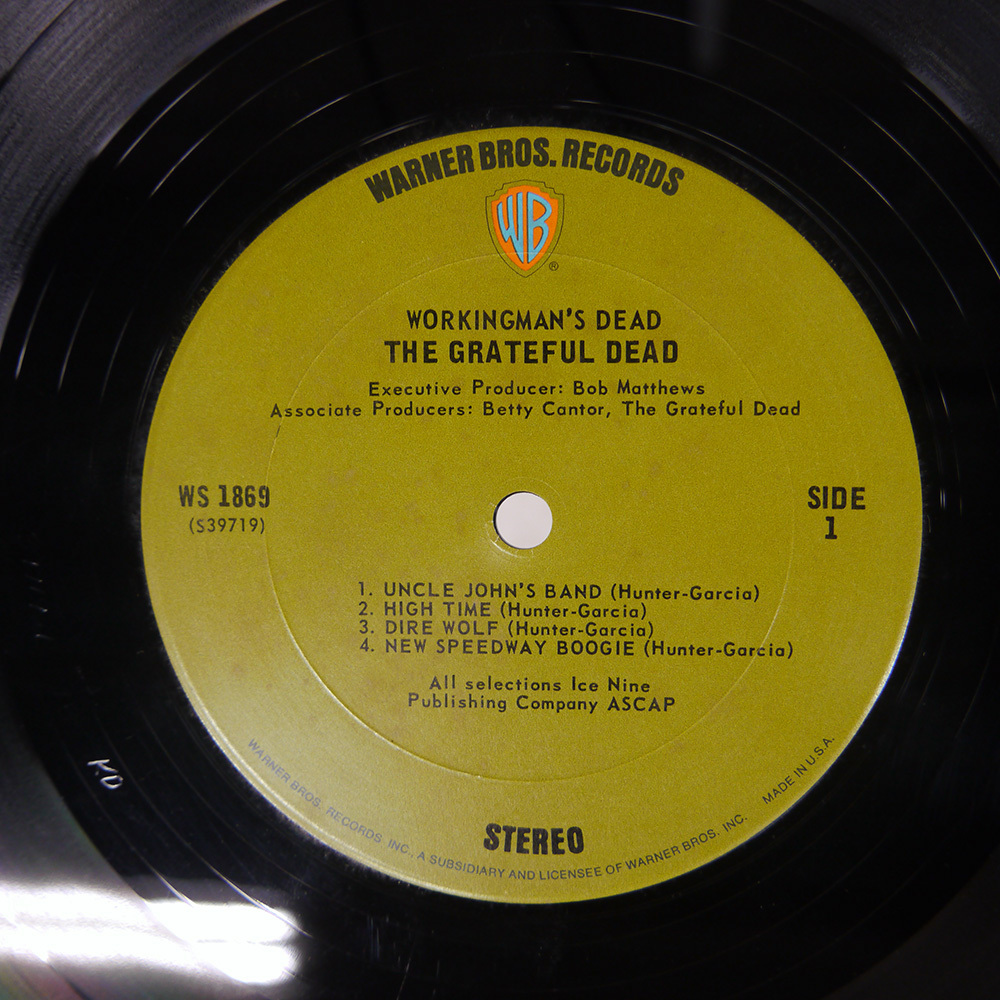 WARNER BROS. RECORDS
WB
®
WORKINGMAN'S DEAD
THE GRATEFUL DEAD
Executive Producer: Bob Matthews
Associate Producers: Betty Cantor, The Grateful Dead
WS 1869
(S39719)
SIDE
1
1. UNCLE JOHN'S BAND (Hunter-Garcia)
2. HIGH TIME (Hunter-Garcia)
3. DIRE WOLF (Hunter-Garcia)
4. NEW SPEEDWAY BOOGIE (Hunter-Garcia)
All selections Ice Nine
Publishing Company ASCAP
KD
STEREO
WARNER BROS. RECORDS INC., A SUBSIDIARY AND LICENSEE OF WARNER BROS. INC.
MADE IN U.S.A.